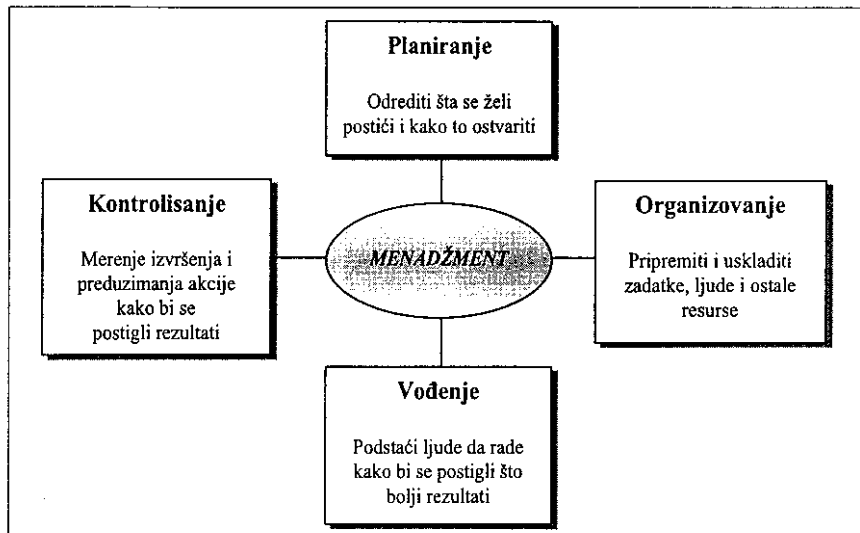 Planiranje
Odrediti šta se želi
postići i kako to ostvariti
Kontrolisanje
Merenje izvršenja i
preduzimanja akcije
kako bi se
postigli rezultati
MENADŽMENT
Organizovanje
Pripremiti i uskladiti
zadatke, ljude i ostale
resurse
Vođenje
Podstaći ljude da rade
kako bi se postigli što
bolji rezultati